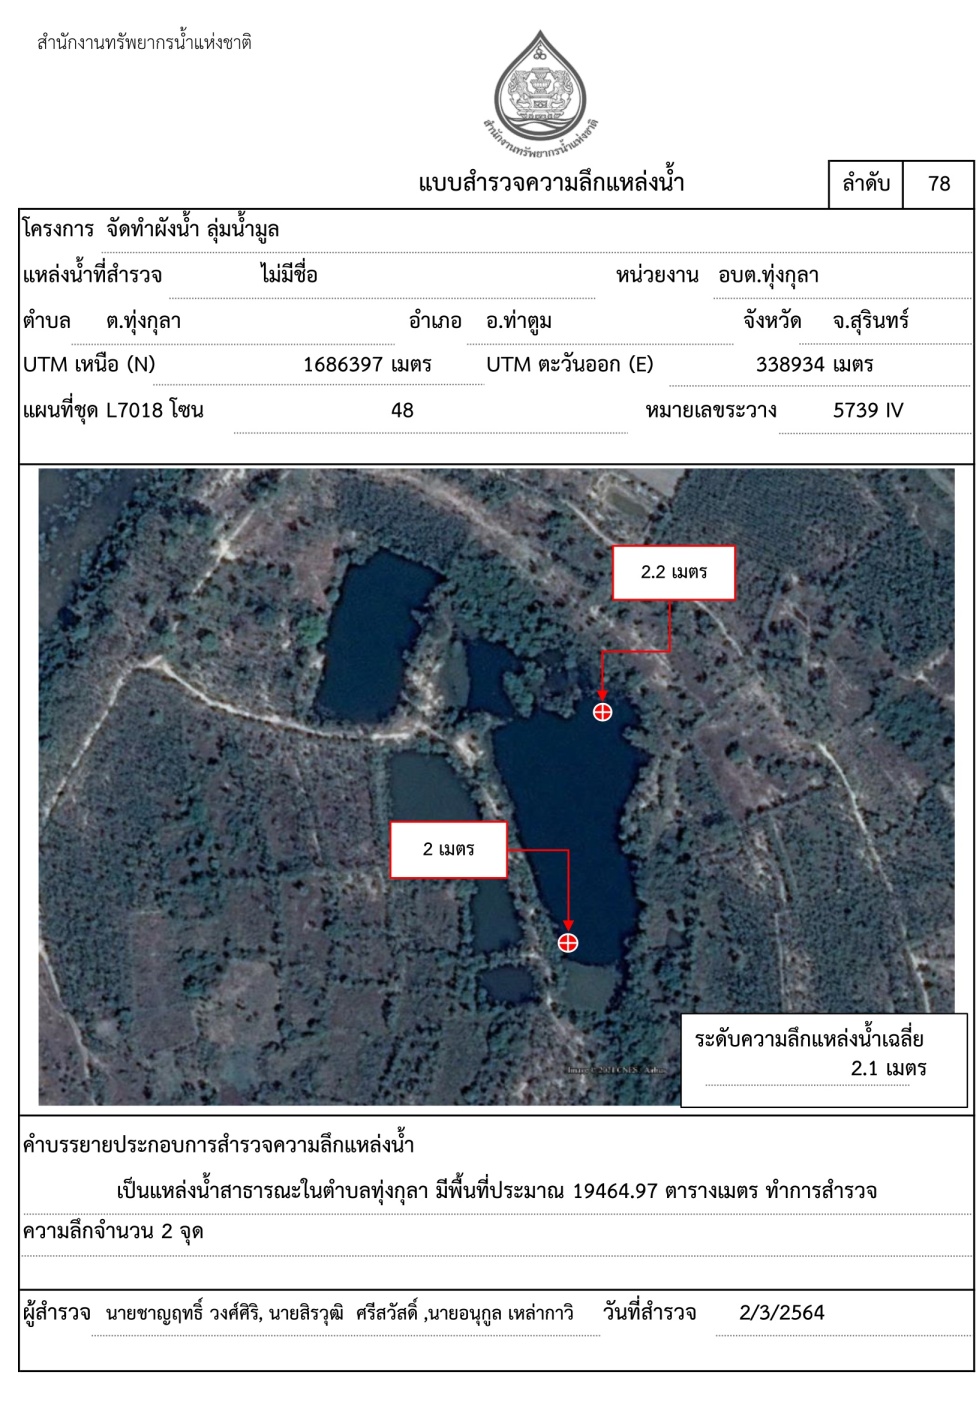 สำนักงานทรัพยากรน้ำแห่งชาติ
สำนักงานทรัพยากรน้ำแห่งชาติ
แบบสำรวจความลึกแหล่งน้ำ
ลำดับ 78
โครงการ จัดทำผังน้ำ ลุ่มน้ำมูล
แหล่งน้ำที่สำรวจ ไม่มีชื่อ หน่วยงาน อบต.ทุ่งกุลา
ตำบล ต.ทุ่งกุลา อำเภอ อ.ท่าตูม จังหวัด จ.สุรินทร์
UTM เหนือ (N) 1686397 เมตร UTM ตะวันออก (E) 338934 เมตร
แผนที่ชุด L7018 โซน 48 หมายเลขระวาง 5739 IV
2.2 เมตร
2 เมตร
ระดับความลึกแหล่งน้ำเฉลี่ย
2.1 เมตร
Image © 2021 CNES / Airbus
คำบรรยายประกอบการสำรวจความลึกแหล่งน้ำ
เป็นแหล่งน้ำสาธารณะในตำบลทุ่งกุลา มีพื้นที่ประมาณ 19464.97 ตารางเมตร ทำการสำรวจ
ความลึกจำนวน 2 จุด
ผู้สำรวจ นายชาญฤทธิ์ วงศ์ศิริ, นายสิรวุฒิ ศรีสวัสดิ์ ,นายอนุกูล เหล่ากาวิ วันที่สำรวจ 2/3/2564